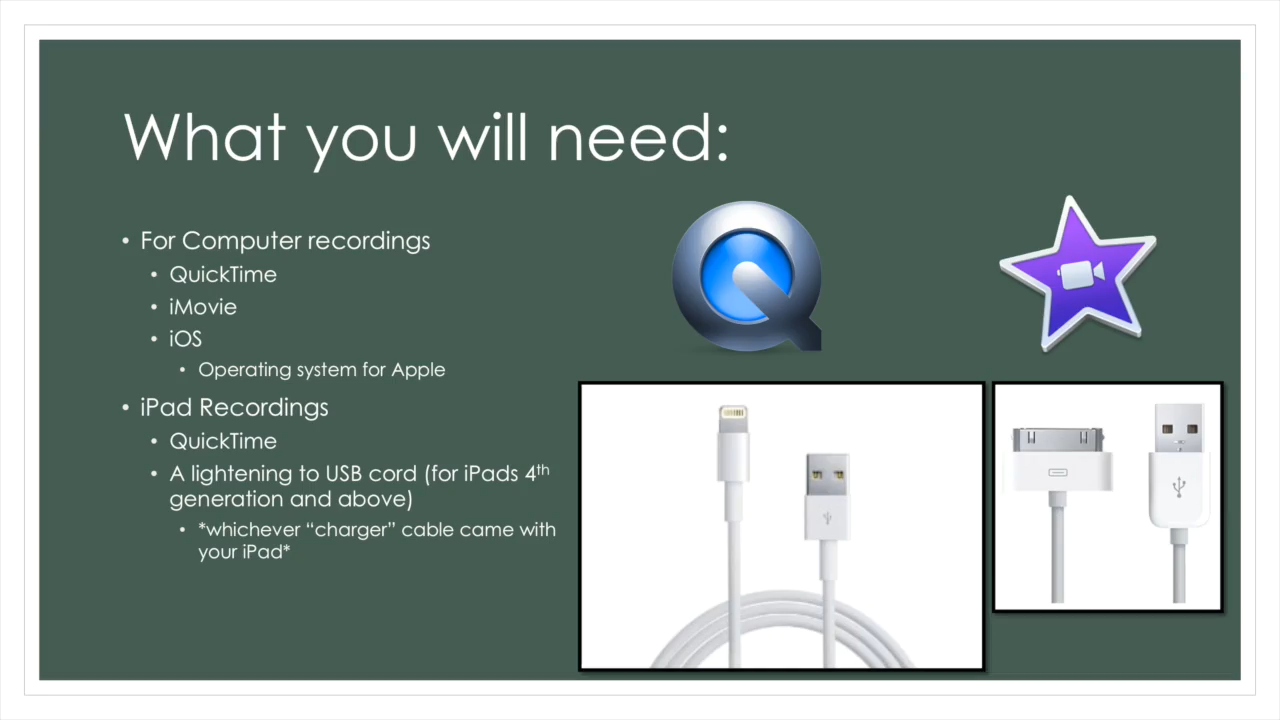 What you will need:
• For Computer recordings
• QuickTime
• iMovie
• iOS
• Operating system for Apple
• iPad Recordings
• QuickTime
• A lightening to USB cord (for iPads 4th
generation and above)
• *whichever “charger” cable came with
your iPad*